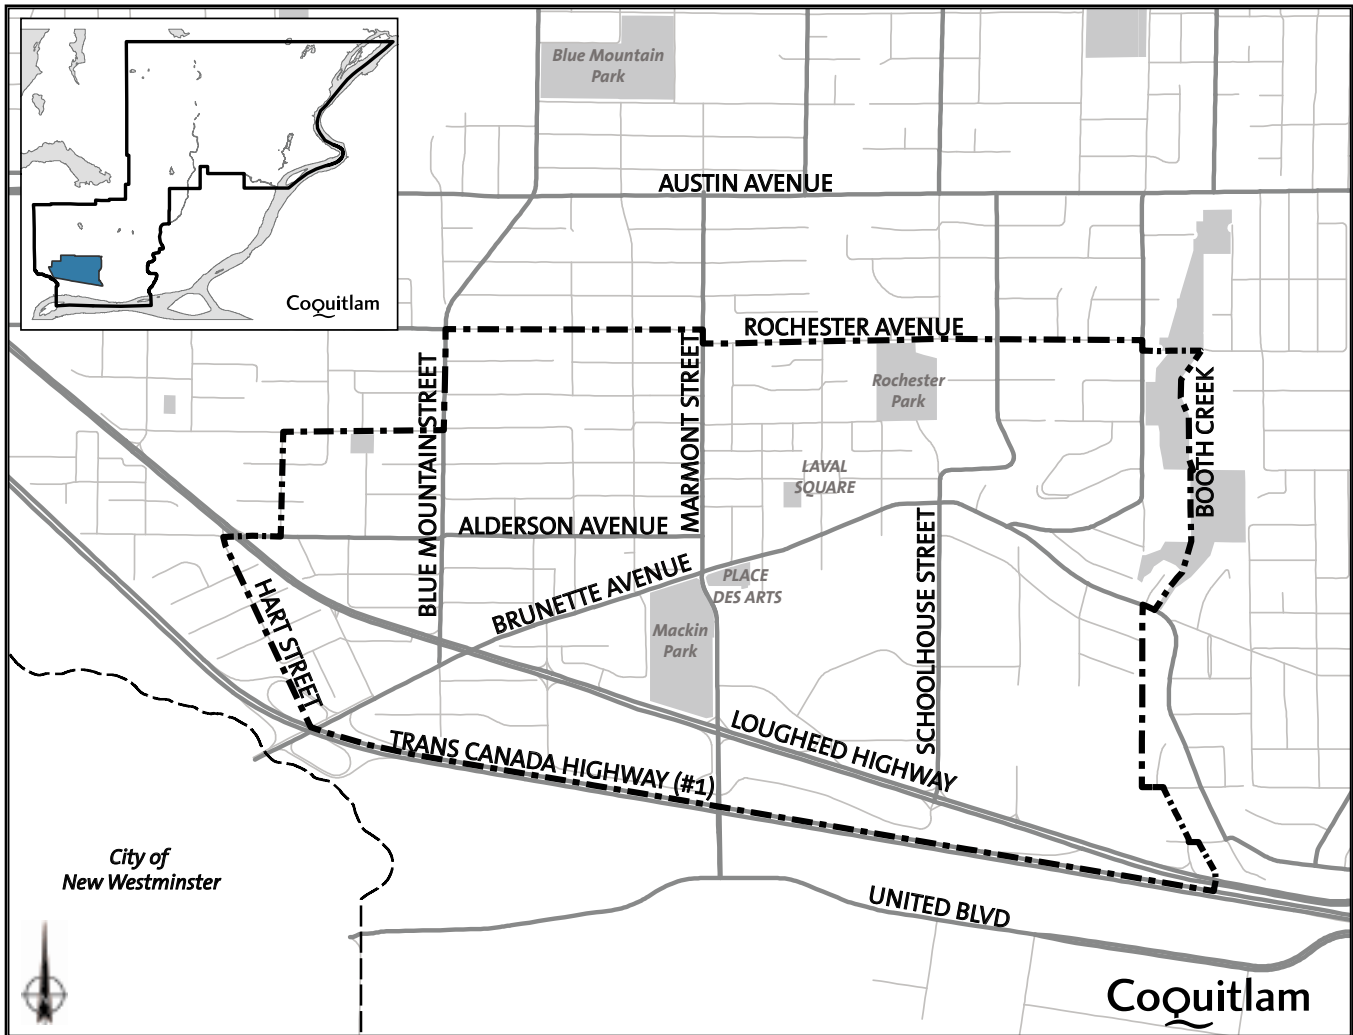 Blue Mountain
Park
AUSTIN AVENUE
Coquitlam
ROCHESTER AVENUE
BLUE MOUNTAIN STREET
MARMONT STREET
Rochester
Park
BOOTH CREEK
LAVAL
SQUARE
ALDERSON AVENUE
BRUNETTE AVENUE
PLACE
DES ARTS
SCHOOLHOUSE STREET
HART STREET
Mackin
Park
LOUGHEED HIGHWAY
TRANS CANADA HIGHWAY (#1)
City of
New Westminster
UNITED BLVD
Coquitlam